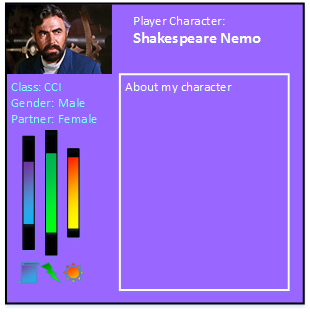 Player Character:
Shakespeare Nemo
Class: CCI
Gender: Male
Partner: Female
About my character